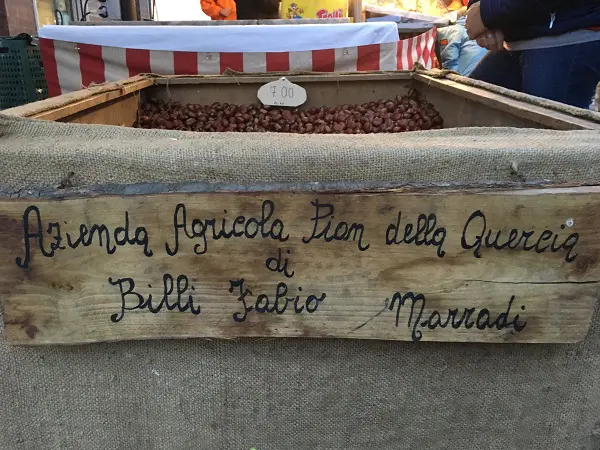 7.00
Azienda Agricola Pian della Quercia
di
Billi Fabio Marradi